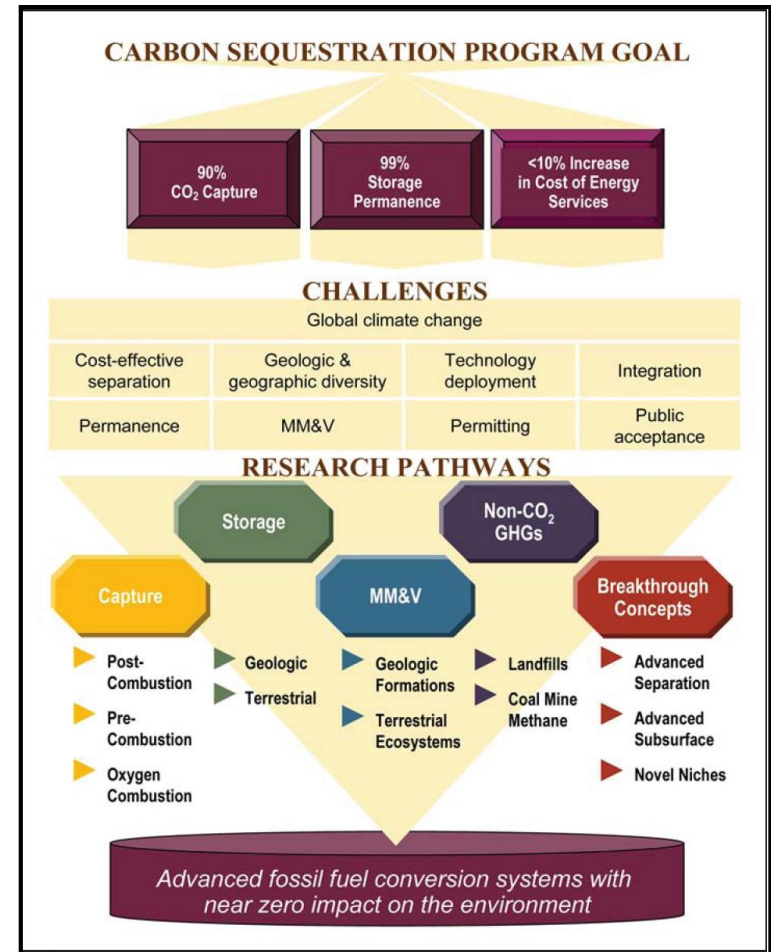 CARBON SEQUESTRATION PROGRAM GOAL
90%
CO₂ Capture
99%
Storage
Permanence
<10% Increase
in Cost of Energy
Services
CHALLENGES
Global climate change
Cost-effective
separation
Geologic &
geographic diversity
Technology
deployment
Integration
Permanence
MM&V
Permitting
Public
acceptance
RESEARCH PATHWAYS
Capture
Storage
MM&V
Non-CO₂
GHGs
Breakthrough
Concepts
Post-
Combustion
Pre-
Combustion
Oxygen
Combustion
Geologic
Terrestrial
Geologic
Formations
Terrestrial
Ecosystems
Landfills
Coal Mine
Methane
Advanced
Separation
Advanced
Subsurface
Novel Niches
Advanced fossil fuel conversion systems with
near zero impact on the environment